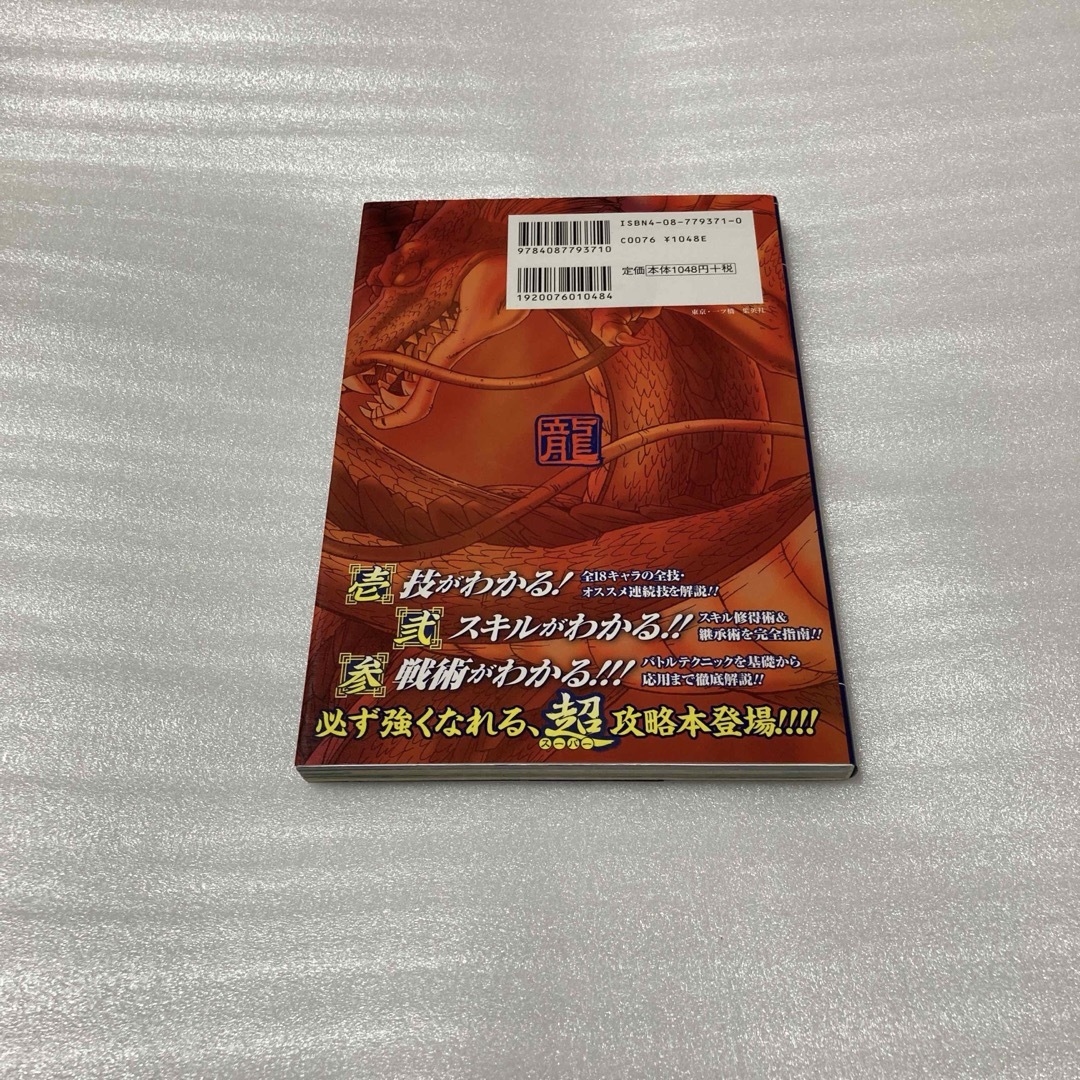 ISBN4-08-779371-0
C0076 ¥1048E
9784087793710
定価 本体1048円+税
1920076010484
東京・一ツ橋 集英社
龍
壱 技がわかる! 全18キャラの全技・
オススメ連続技を解説!!
弐 スキルがわかる!! スキル修得術&
継承術を完全指南!!
参 戦術がわかる!!! バトルテクニックを基礎から
応用まで徹底解説!!
必ず強くなれる、超攻略本登場!!!!
スーパー